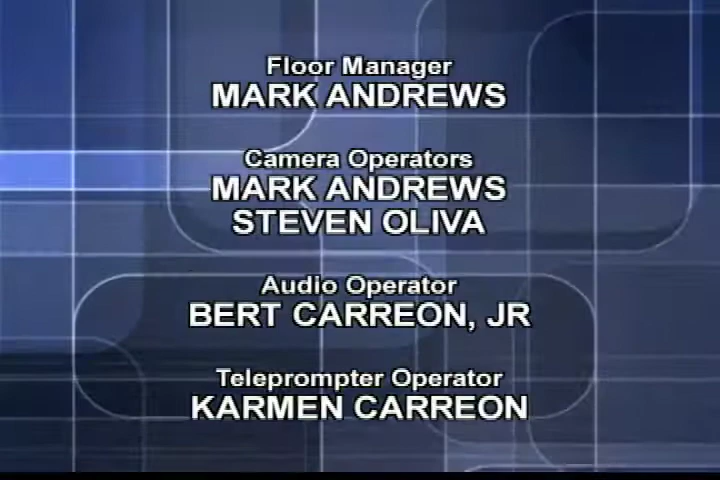 Floor Manager
MARK ANDREWS
Camera Operators
MARK ANDREWS
STEVEN OLIVA
Audio Operator
BERT CARREON, JR
Teleprompter Operator
KARMEN CARREON